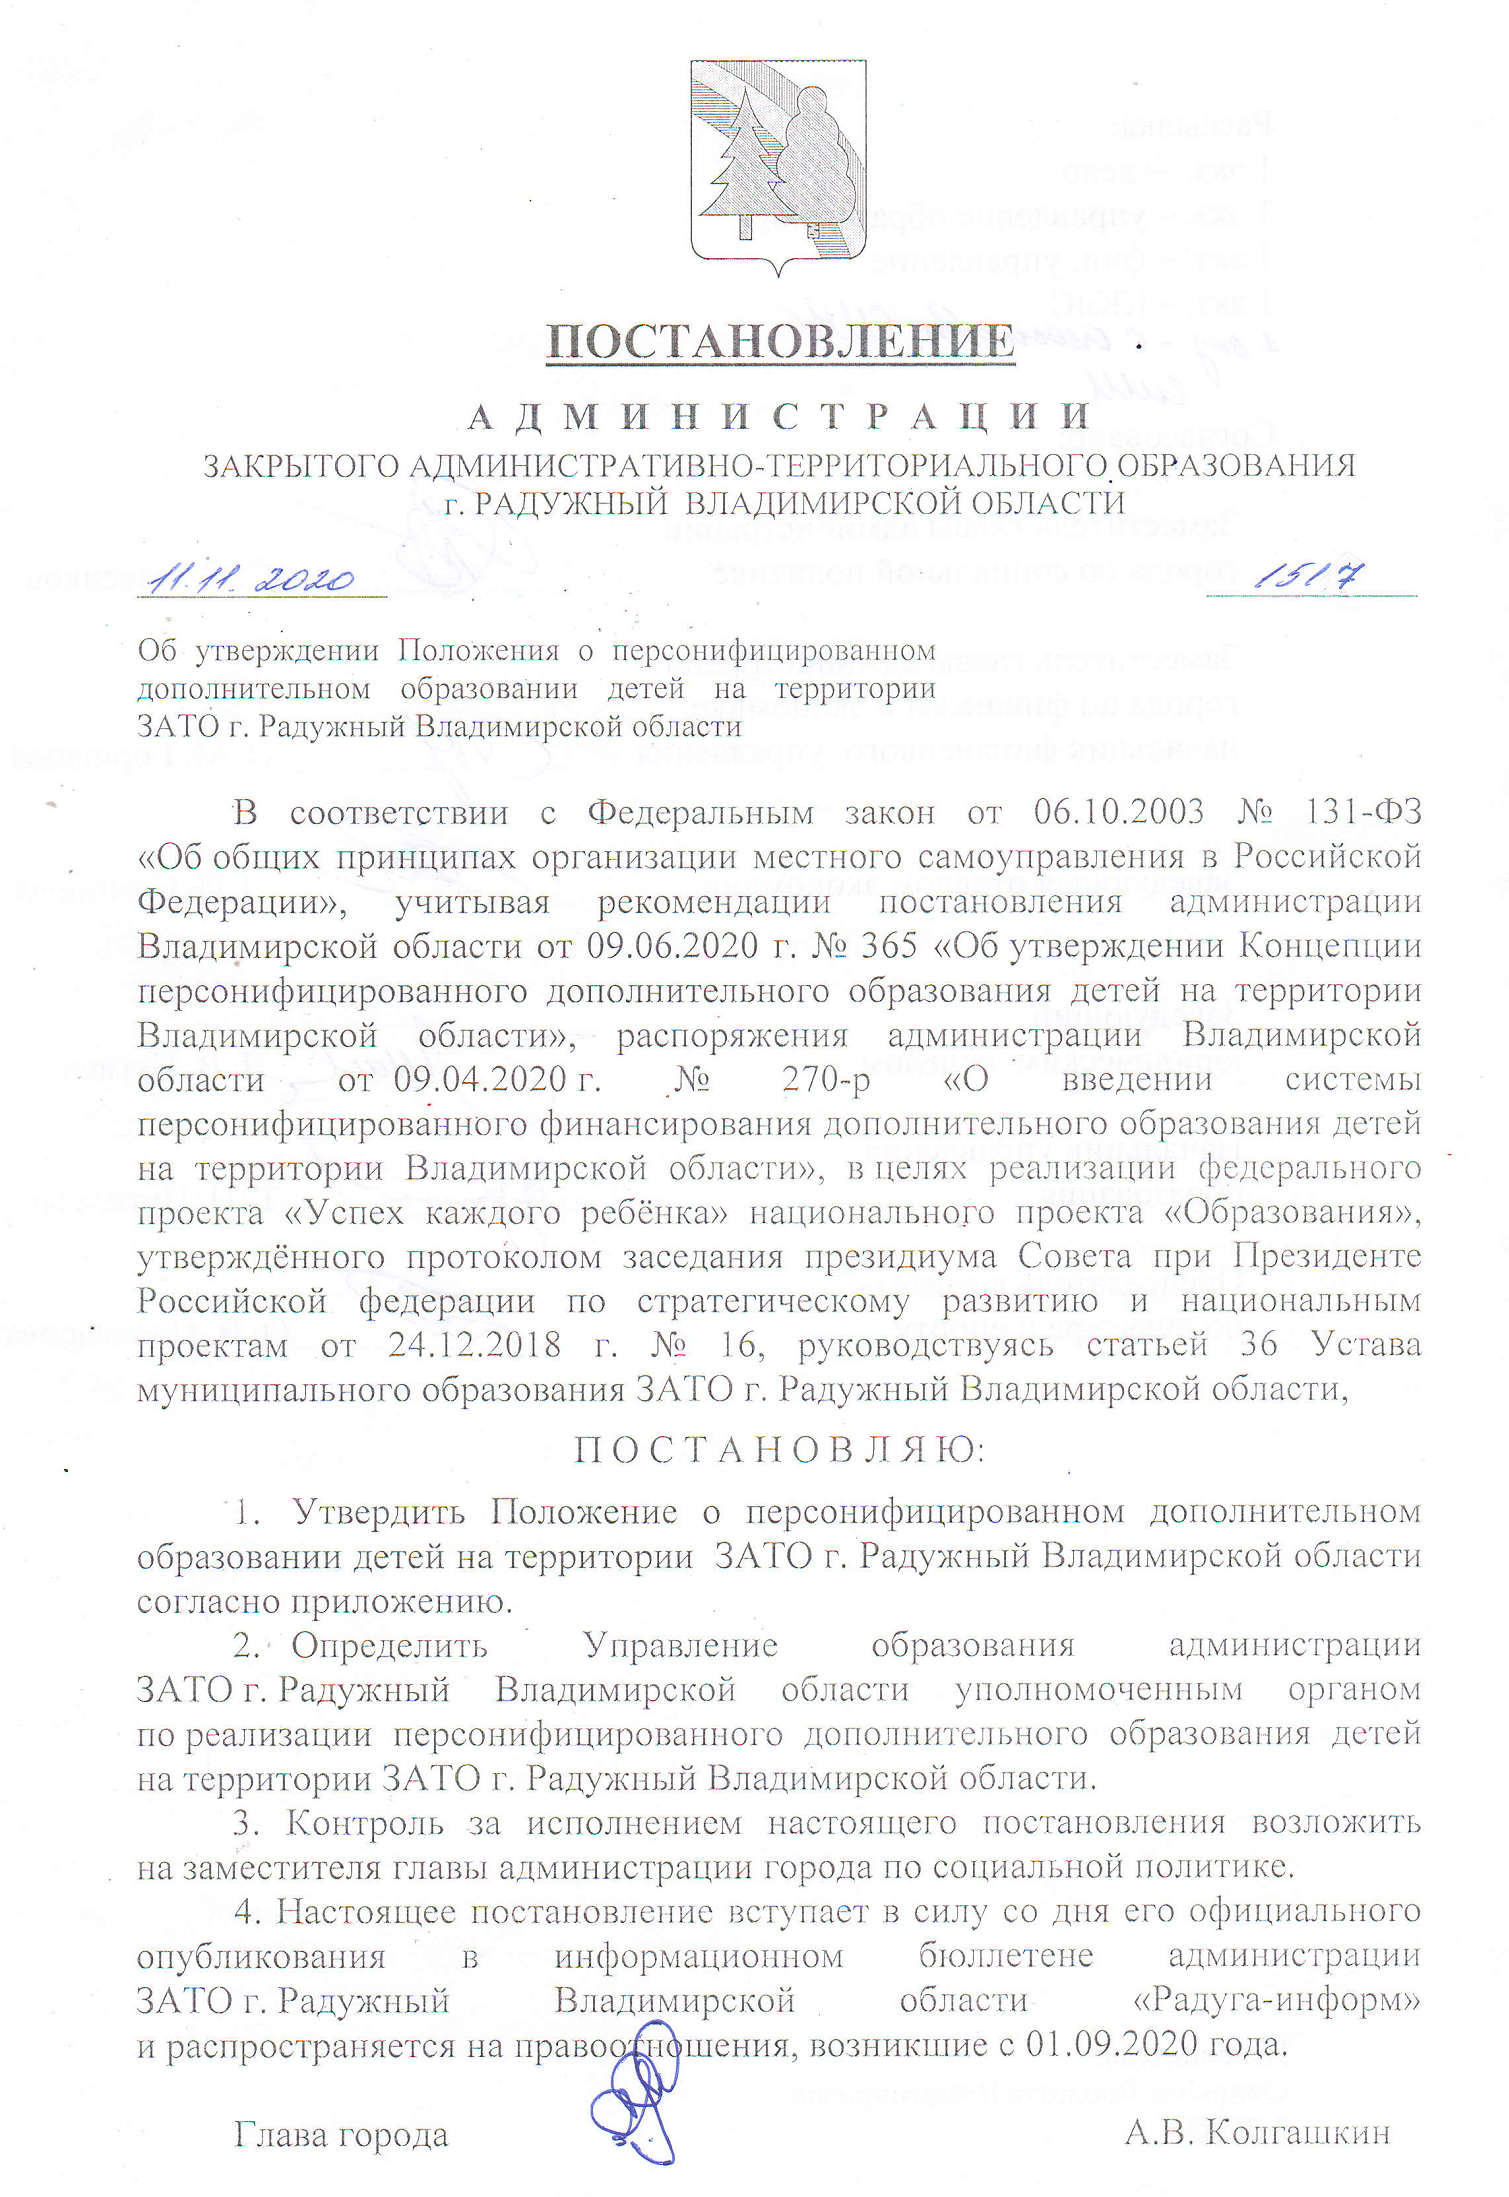 ПОСТАНОВЛЕНИЕ
А Д М И Н И С Т Р А Ц И И
ЗАКРЫТОГО АДМИНИСТРАТИВНО-ТЕРРИТОРИАЛЬНОГО ОБРАЗОВАНИЯ
г. РАДУЖНЫЙ ВЛАДИМИРСКОЙ ОБЛАСТИ
11.11.2020 1517
Об утверждении Положения о персонифицированном
дополнительном образовании детей на территории
ЗАТО г. Радужный Владимирской области
В соответствии с Федеральным закон от 06.10.2003 № 131-ФЗ
«Об общих принципах организации местного самоуправления в Российской
Федерации», учитывая рекомендации постановления администрации
Владимирской области от 09.06.2020 г. № 365 «Об утверждении Концепции
персонифицированного дополнительного образования детей на территории
Владимирской области», распоряжения администрации Владимирской
области от 09.04.2020 г. № 270-р «О введении системы
персонифицированного финансирования дополнительного образования детей
на территории Владимирской области», в целях реализации федерального
проекта «Успех каждого ребёнка» национального проекта «Образования»,
утверждённого протоколом заседания президиума Совета при Президенте
Российской федерации по стратегическому развитию и национальным
проектам от 24.12.2018 г. № 16, руководствуясь статьей 36 Устава
муниципального образования ЗАТО г. Радужный Владимирской области,
П О С Т А Н О В Л Я Ю:
1. Утвердить Положение о персонифицированном дополнительном
образовании детей на территории ЗАТО г. Радужный Владимирской области
согласно приложению.
2. Определить Управление образования администрации
ЗАТО г. Радужный Владимирской области уполномоченным органом
по реализации персонифицированного дополнительного образования детей
на территории ЗАТО г. Радужный Владимирской области.
3. Контроль за исполнением настоящего постановления возложить
на заместителя главы администрации города по социальной политике.
4. Настоящее постановление вступает в силу со дня его официального
опубликования в информационном бюллетене администрации
ЗАТО г. Радужный Владимирской области «Радуга-информ»
и распространяется на правоотношения, возникшие с 01.09.2020 года.
Глава города А.В. Колгашкин